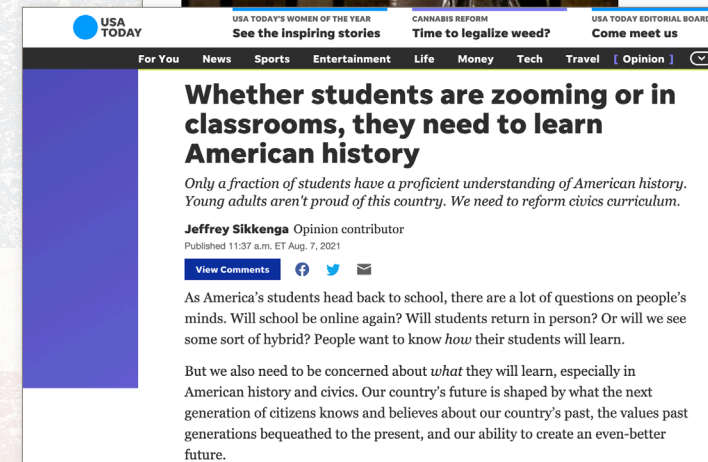 USA
TODAY
USA TODAY'S WOMEN OF THE YEAR
See the inspiring stories
CANNABIS REFORM
Time to legalize weed?
USA TODAY EDITORIAL BOARD
Come meet us
For You News Sports Entertainment Life Money Tech Travel [ Opinion ]
Whether students are zooming or in
classrooms, they need to learn
American history
Only a fraction of students have a proficient understanding of American history.
Young adults aren't proud of this country. We need to reform civics curriculum.
Jeffrey Sikkenga Opinion contributor
Published 11:37 a.m. ET Aug. 7, 2021
View Comments
As America's students head back to school, there are a lot of questions on people's
minds. Will school be online again? Will students return in person? Or will we see
some sort of hybrid? People want to know how their students will learn.
But we also need to be concerned about what they will learn, especially in
American history and civics. Our country's future is shaped by what the next
generation of citizens knows and believes about our country's past, the values past
generations bequeathed to the present, and our ability to create an even-better
future.